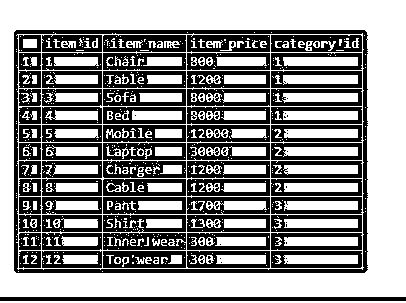 item_id item_name item_price category_id
1 1 Chair 800 1
2 2 Table 1200 1
3 3 Sofa 8000 1
4 4 Bed 8000 1
5 5 Mobile 12000 2
6 6 Laptop 30000 2
7 7 Charger 1200 2
8 8 Cable 1200 2
9 9 Pant 1700 3
10 10 Shirt 1300 3
11 11 Inner wear 300 3
12 12 Top wear 300 3